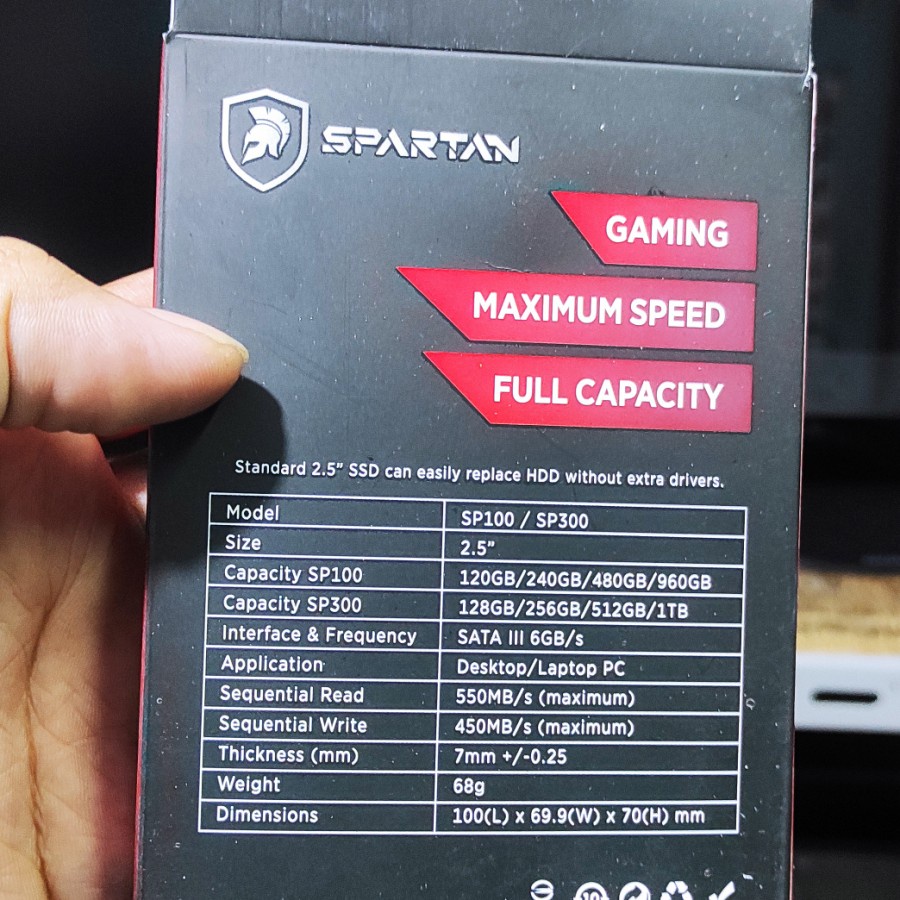 SPARTAN
GAMING
MAXIMUM SPEED
FULL CAPACITY
Standard 2.5" SSD can easily replace HDD without extra drivers.
Model SP100 / SP300
Size 2.5"
Capacity SP100 120GB/240GB/480GB/960GB
Capacity SP300 128GB/256GB/512GB/1TB
Interface & Frequency SATA III 6GB/s
Application Desktop/Laptop PC
Sequential Read 550MB/s (maximum)
Sequential Write 450MB/s (maximum)
Thickness (mm) 7mm +/-0.25
Weight 68g
Dimensions 100(L) x 69.9(W) x 70(H) mm
10